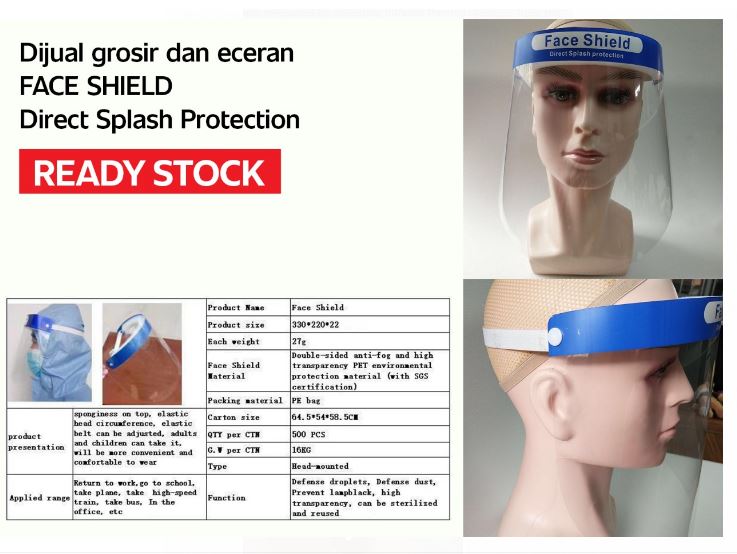 Dijual grosir dan eceran
FACE SHIELD
Direct Splash Protection
READY STOCK
Face Shield
Direct Splash protection
Fa
Product Name Face Shield
Product size 330*220*22
Each weight 27g
Face Shield
Material
Double-sided anti-fog and high
transparency PET environmental
protection material (with SGS
certification)
Packing material PE bag
product
presentation
sponginess on top, elastic
head circumference, elastic
belt can be adjusted, adults
and children can take it,
will be more convenient and
comfortable to wear
Carton size 64.5*54*58.5CM
QTY per CTN 500 PCS
G.W per CTN 16KG
Type Head-mounted
Applied range
Return to work,go to school,
take plane, take high-speed
train, take bus, In the
office, etc
Function
Defense droplets, Defense dust,
Prevent lampblack, high
transparency, can be sterilized
and reused